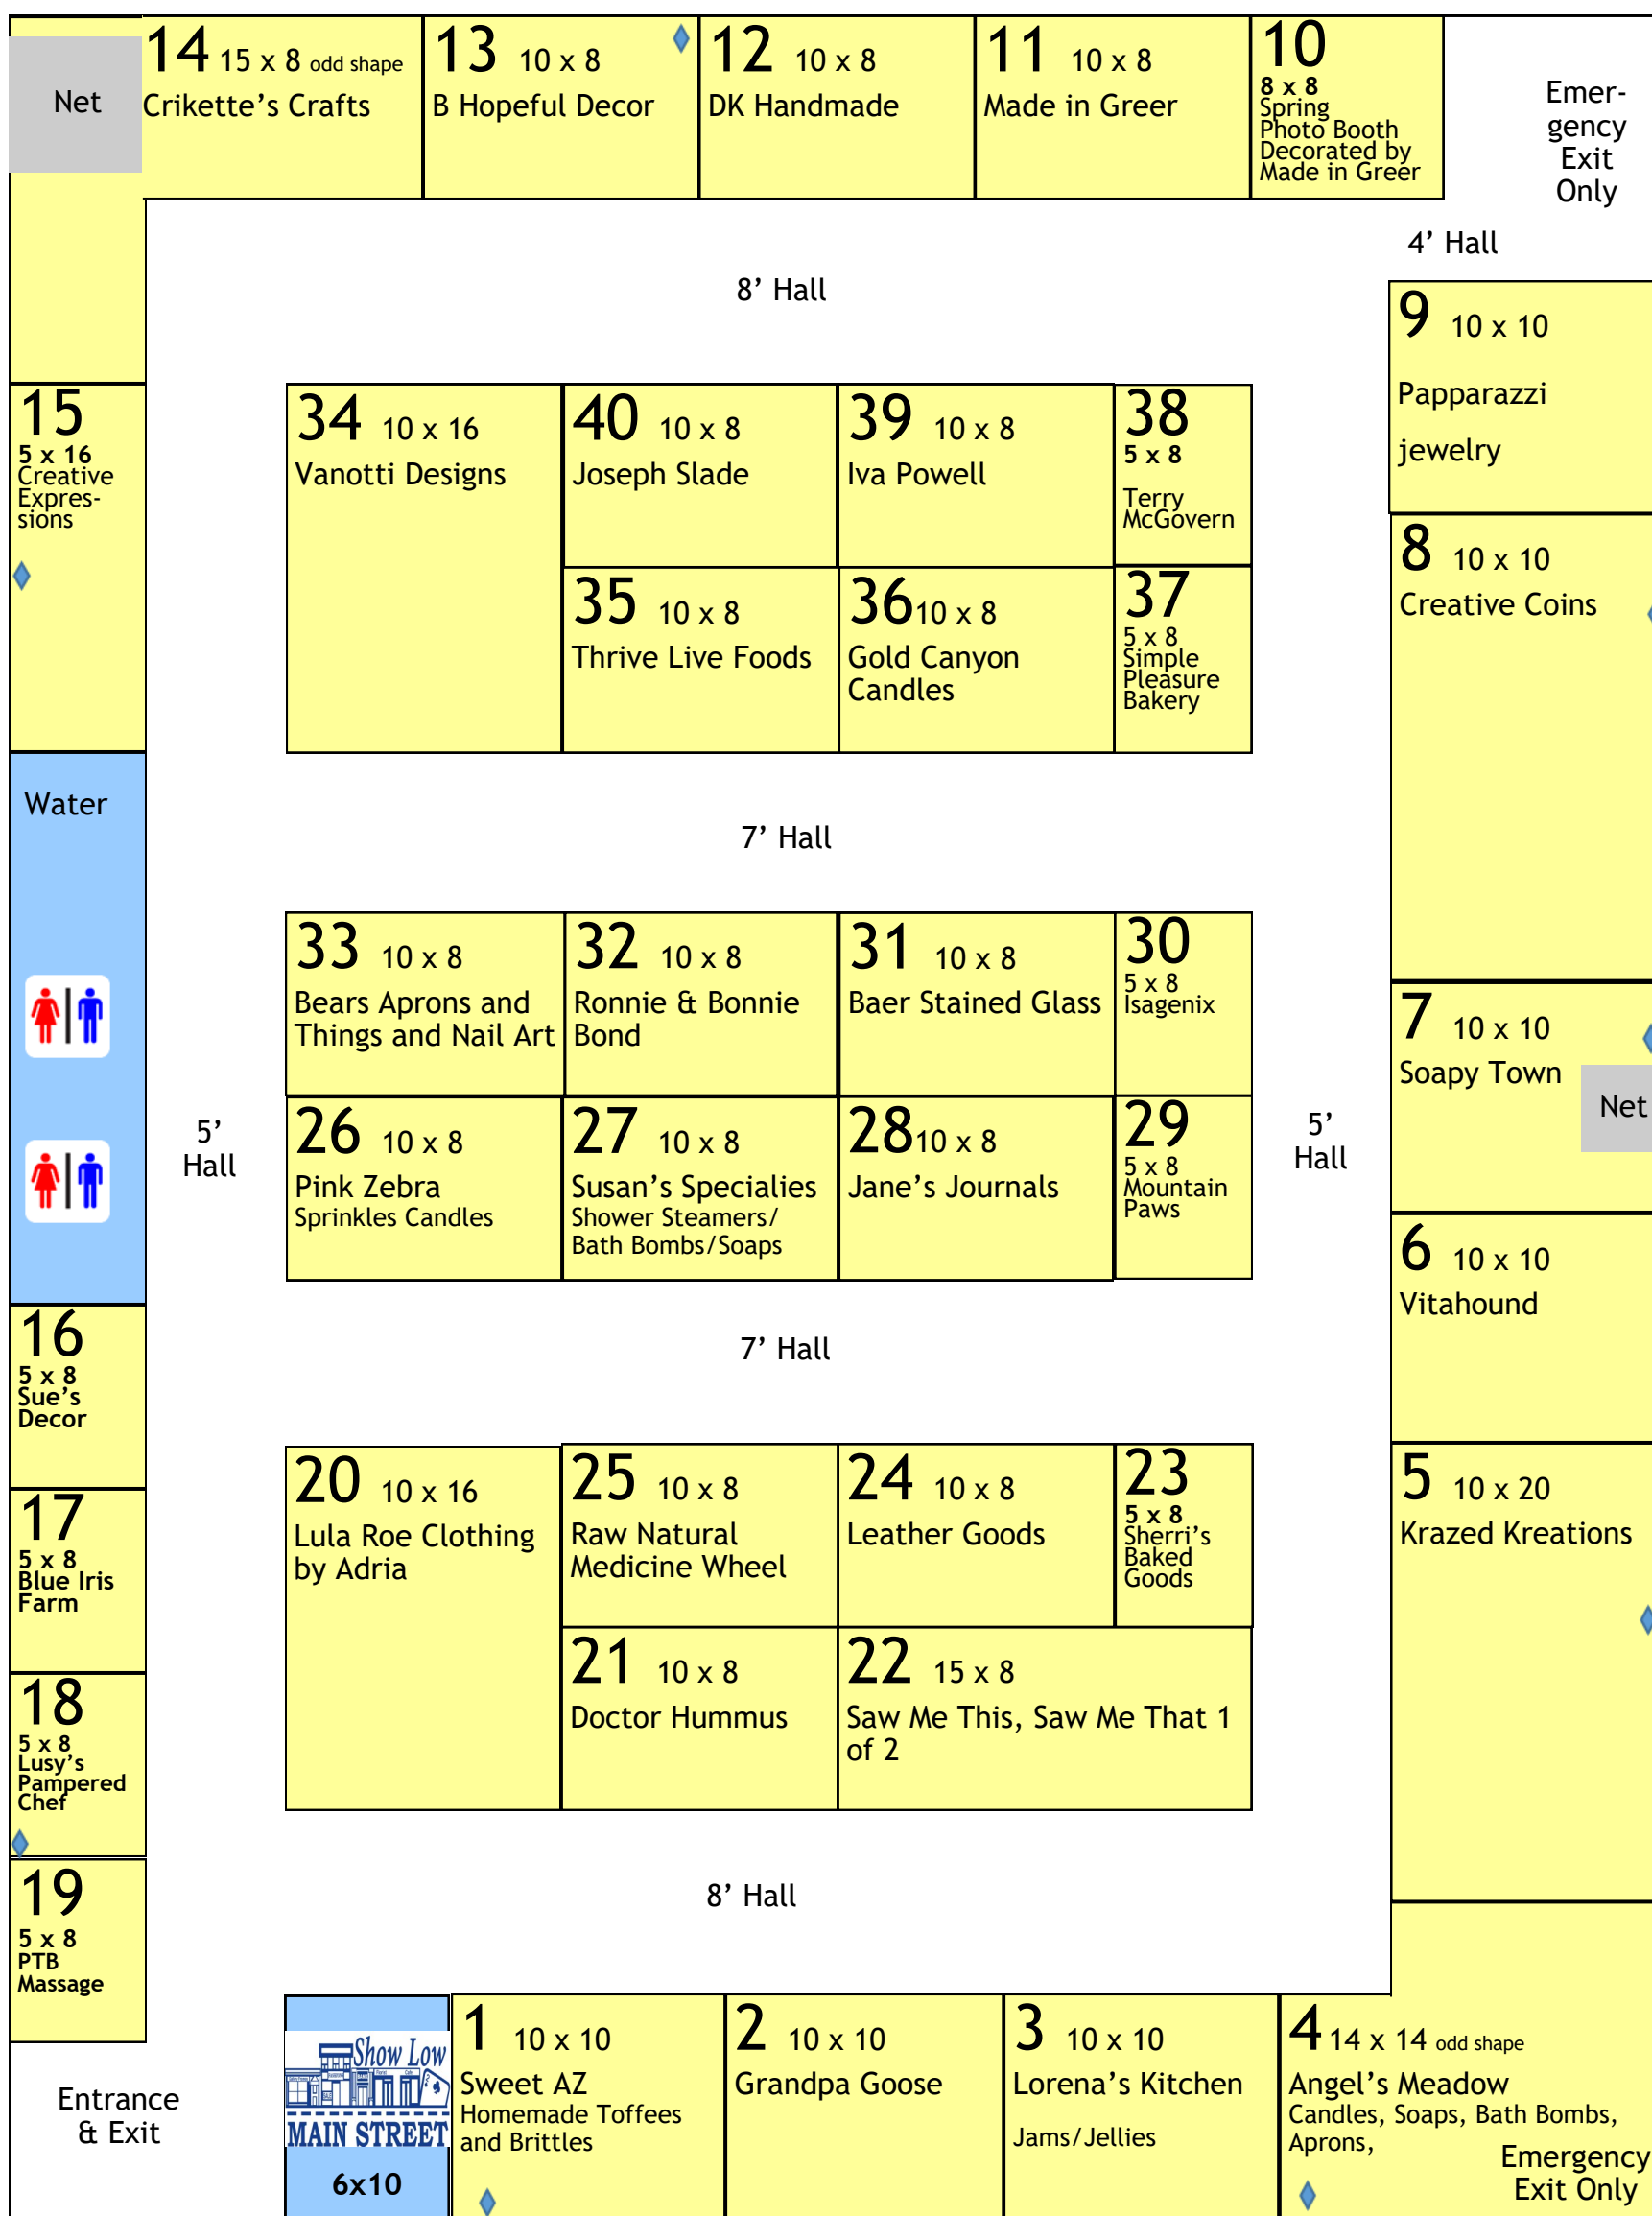 Net
14 15 x 8 odd shape
Crikette's Crafts
13 10 x 8
B Hopeful Decor
12 10 x 8
DK Handmade
11 10 x 8
Made in Greer
10
8 x 8
Spring
Photo Booth
Decorated by
Made in Greer
Emer-
gency
Exit
Only
4' Hall
8' Hall
9 10 x 10
Papparazzi
jewelry
15
5 x 16
Creative
Expres-
sions
34 10 x 16
Vanotti Designs
40 10 x 8
Joseph Slade
39 10 x 8
Iva Powell
38
5 x 8
Terry
McGovern
8 10 x 10
Creative Coins
35 10 x 8
Thrive Live Foods
36 10 x 8
Gold Canyon
Candles
37
5 x 8
Simple
Pleasure
Bakery
Water
7' Hall
33 10 x 8
Bears Aprons and
Things and Nail Art
32 10 x 8
Ronnie & Bonnie
Bond
31 10 x 8
Baer Stained Glass
30
5 x 8
Isagenix
7 10 x 10
Soapy Town
Net
5'
Hall
26 10 x 8
Pink Zebra
Sprinkles Candles
27 10 x 8
Susan's Specialies
Shower Steamers/
Bath Bombs/Soaps
28 10 x 8
Jane's Journals
29
5 x 8
Mountain
Paws
5'
Hall
6 10 x 10
Vitahound
16
5 x 8
Sue's
Decor
7' Hall
17
5 x 8
Blue Iris
Farm
20 10 x 16
Lula Roe Clothing
by Adria
25 10 x 8
Raw Natural
Medicine Wheel
24 10 x 8
Leather Goods
23
5 x 8
Sherri's
Baked
Goods
5 10 x 20
Krazed Kreations
18
5 x 8
Lusy's
Pampered
Chef
21 10 x 8
Doctor Hummus
22 15 x 8
Saw Me This, Saw Me That 1
of 2
19
5 x 8
PTB
Massage
8' Hall
Entrance
& Exit
Show Low
MAIN STREET
6x10
1 10 x 10
Sweet AZ
Homemade Toffees
and Brittles
2 10 x 10
Grandpa Goose
3 10 x 10
Lorena's Kitchen
Jams/Jellies
4 14 x 14 odd shape
Angel's Meadow
Candles, Soaps, Bath Bombs,
Aprons,
Emergency
Exit Only